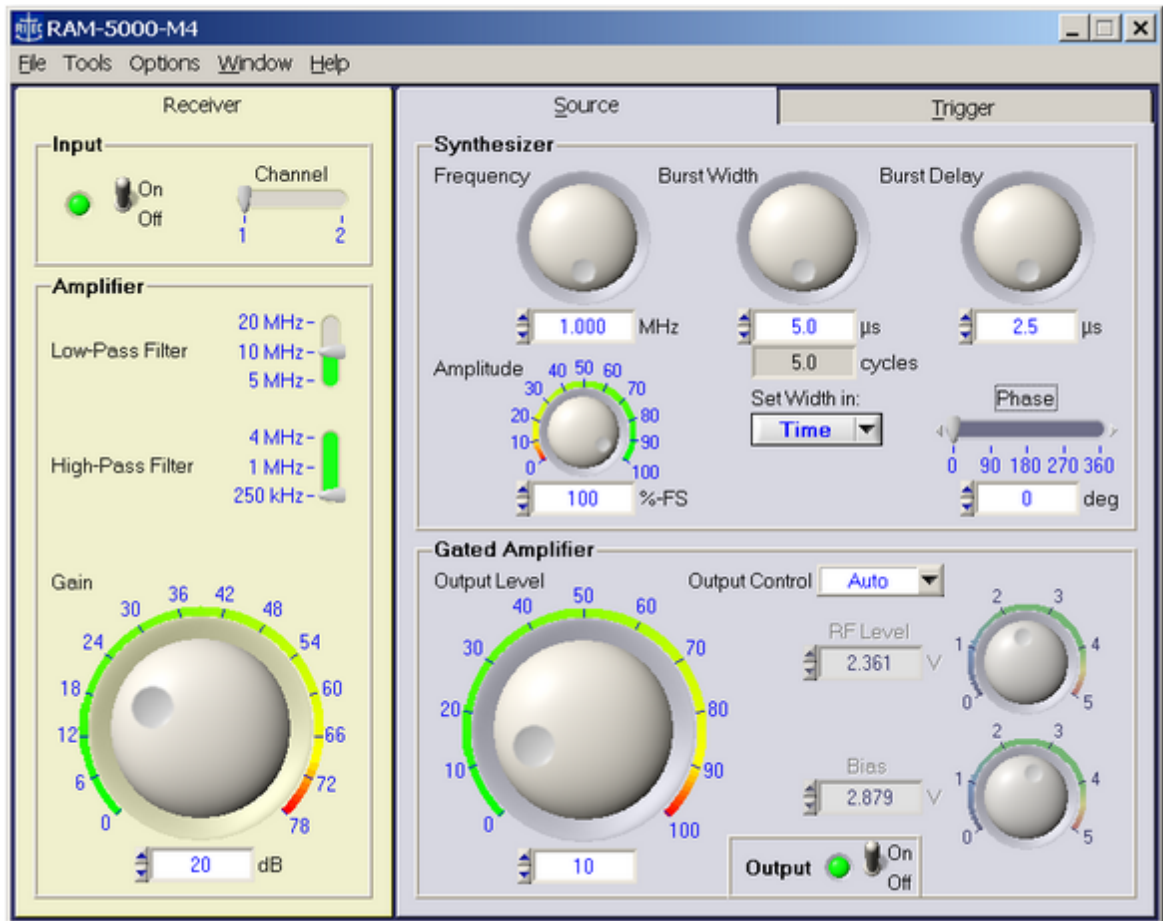 RITEC RAM-5000-M4
File Tools Options Window Help
Receiver
Input
On
Off
Channel
1 2
Amplifier
Low-Pass Filter
20 MHz
10 MHz
5 MHz
High-Pass Filter
4 MHz
1 MHz
250 kHz
Gain
0 6 12 18 24 30 36 42 48 54 60 66 72 78
20 dB
Source
Trigger
Synthesizer
Frequency
1.000 MHz
Burst Width
5.0 µs
5.0 cycles
Set Width in:
Time
Burst Delay
2.5 µs
Amplitude
0 10 20 30 40 50 60 70 80 90 100
100 %-FS
Phase
0 90 180 270 360
0 deg
Gated Amplifier
Output Level
0 10 20 30 40 50 60 70 80 90 100
10
Output Control Auto
RF Level
2.361 V
0 1 2 3 4 5
Bias
2.879 V
0 1 2 3 4 5
Output
On
Off